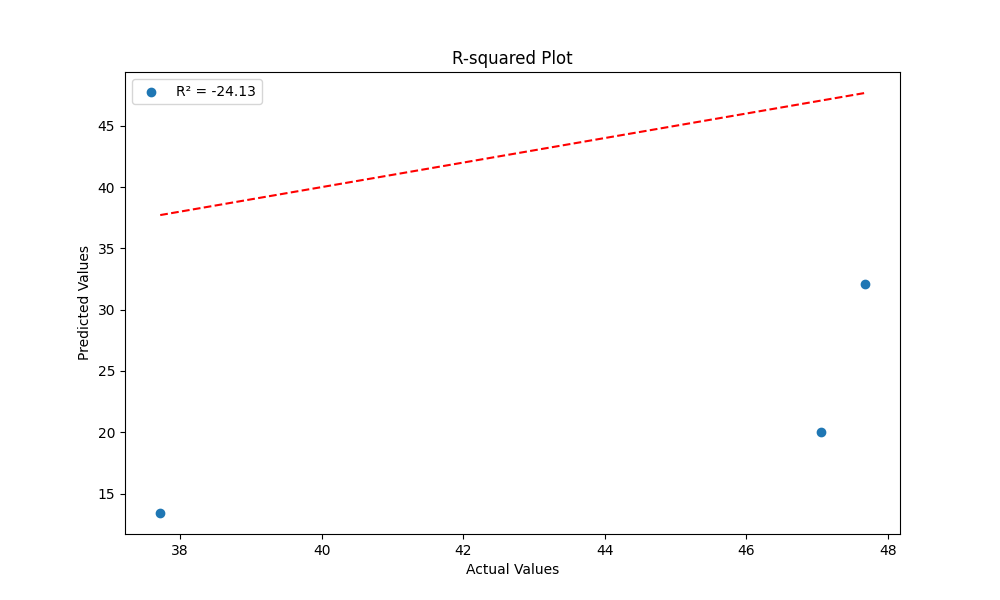 R-squared Plot
R² = -24.13
45
40
35
30
25
20
15
Predicted Values
38 40 42 44 46 48
Actual Values